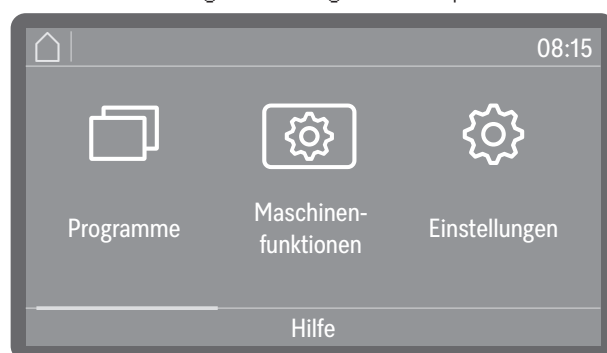 08:15
Programme
Maschinen-
funktionen
Einstellungen
Hilfe